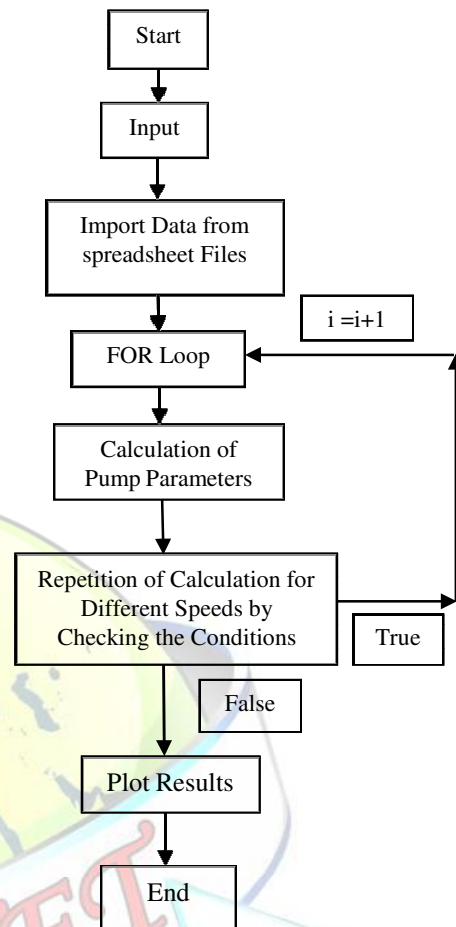 Start
Input
Import Data from
spreadsheet Files
i =i+1
FOR Loop
Calculation of
Pump Parameters
Repetition of Calculation for
Different Speeds by
Checking the Conditions
True
False
Plot Results
End